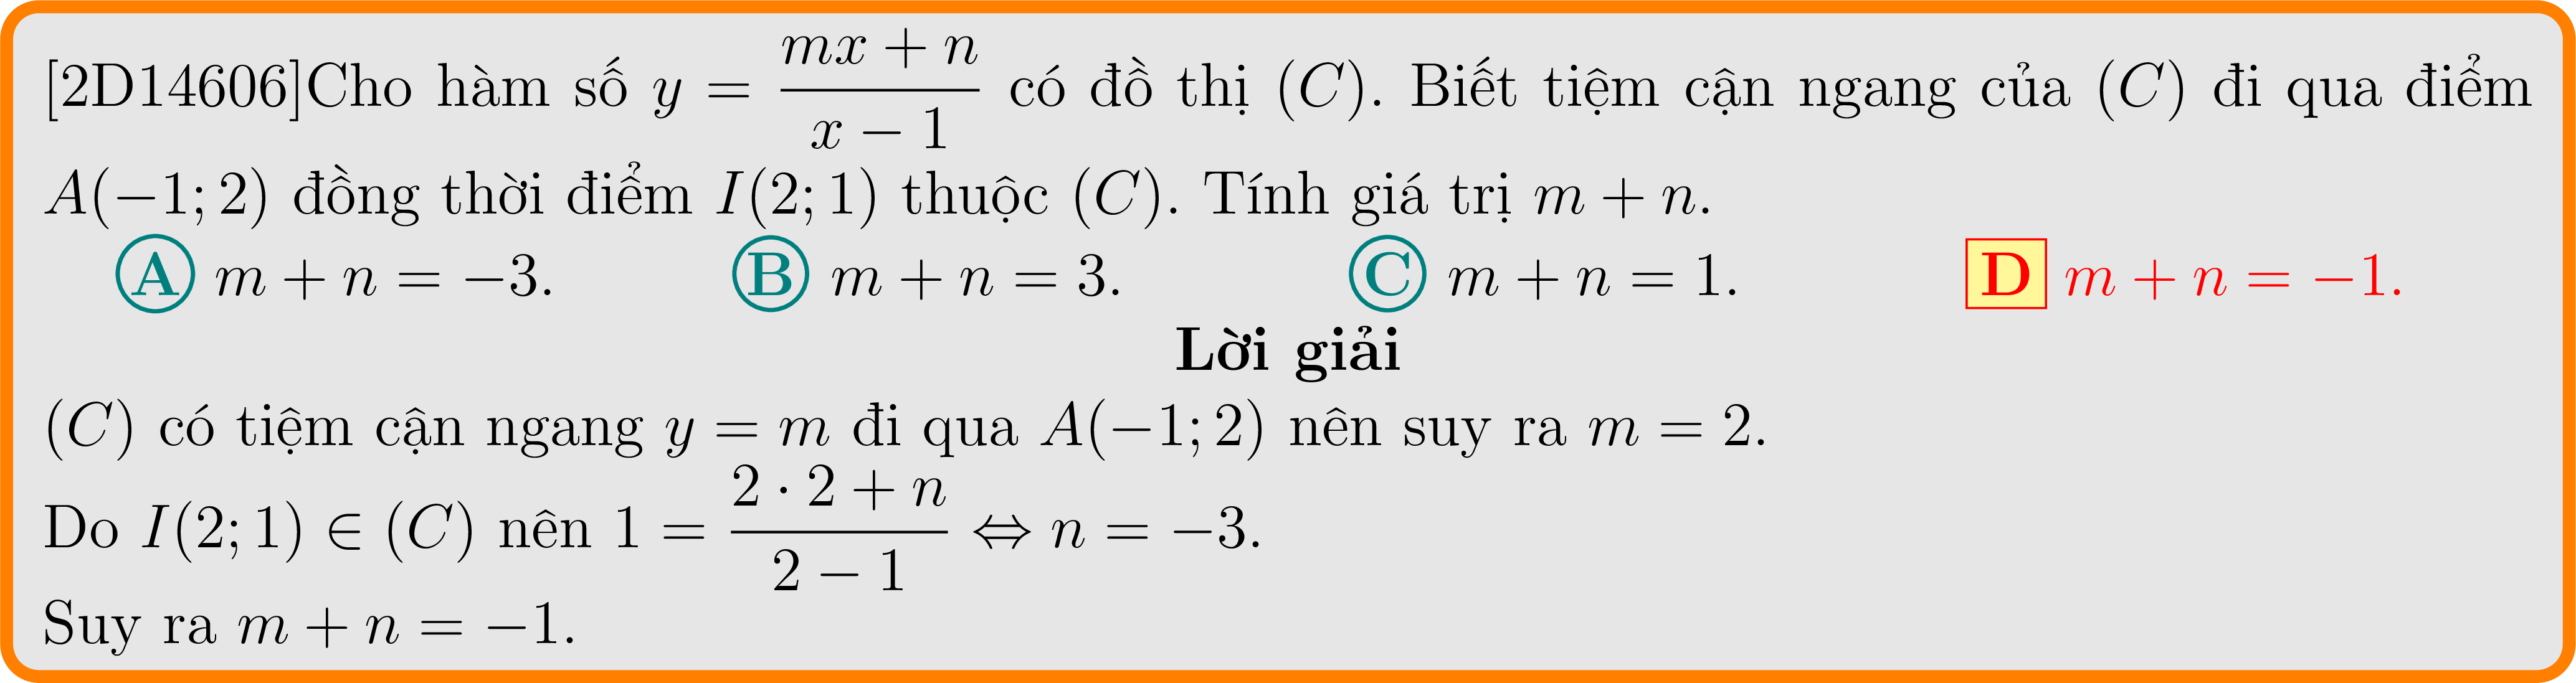 [2D14606]Cho hàm số $y = \dfrac{mx + n}{x - 1}$ có đồ thị $(C)$. Biết tiệm cận ngang của $(C)$ đi qua điểm
$A(-1; 2)$ đồng thời điểm $I(2; 1)$ thuộc $(C)$. Tính giá trị $m + n$.
A $m + n = -3$. B $m + n = 3$. C $m + n = 1$. D $m + n = -1$.
Lời giải
$(C)$ có tiệm cận ngang $y = m$ đi qua $A(-1; 2)$ nên suy ra $m = 2$.
Do $I(2; 1) \in (C)$ nên $1 = \dfrac{2 \cdot 2 + n}{2 - 1} \Leftrightarrow n = -3$.
Suy ra $m + n = -1$.